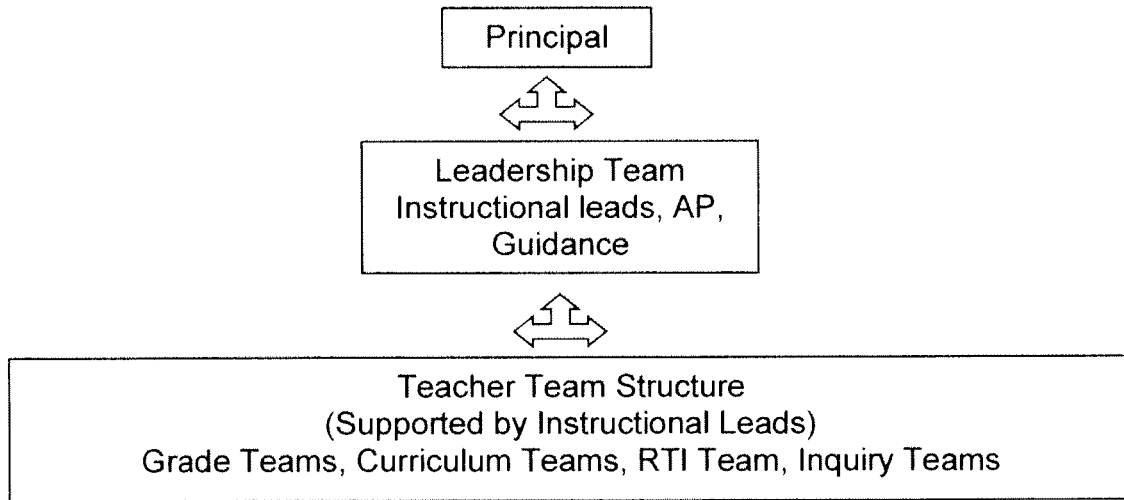 Principal
Leadership Team
Instructional leads, AP,
Guidance
Teacher Team Structure
(Supported by Instructional Leads)
Grade Teams, Curriculum Teams, RTI Team, Inquiry Teams